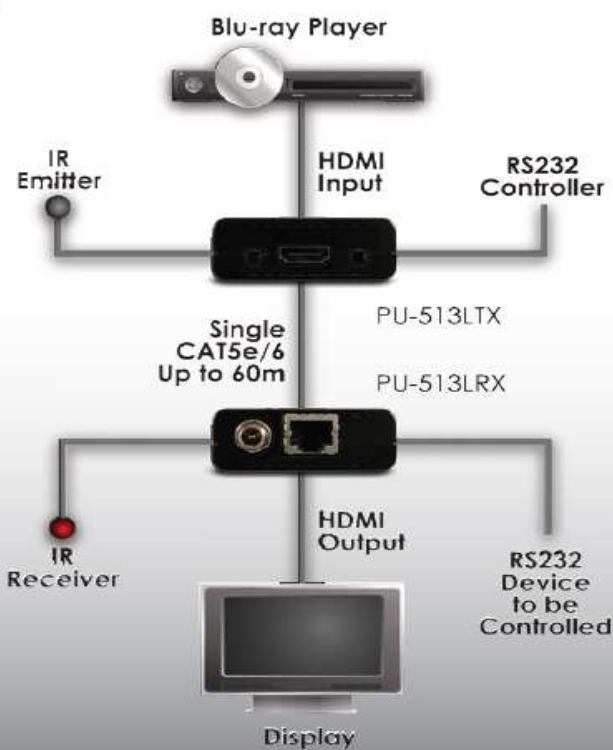 Blu-ray Player
IR
Emitter
HDMI
Input
RS232
Controller
PU-513LTX
Single
CAT5e/6
Up to 60m
PU-513LRX
HDMI
Output
IR
Receiver
RS232
Device
to be
Controlled
Display